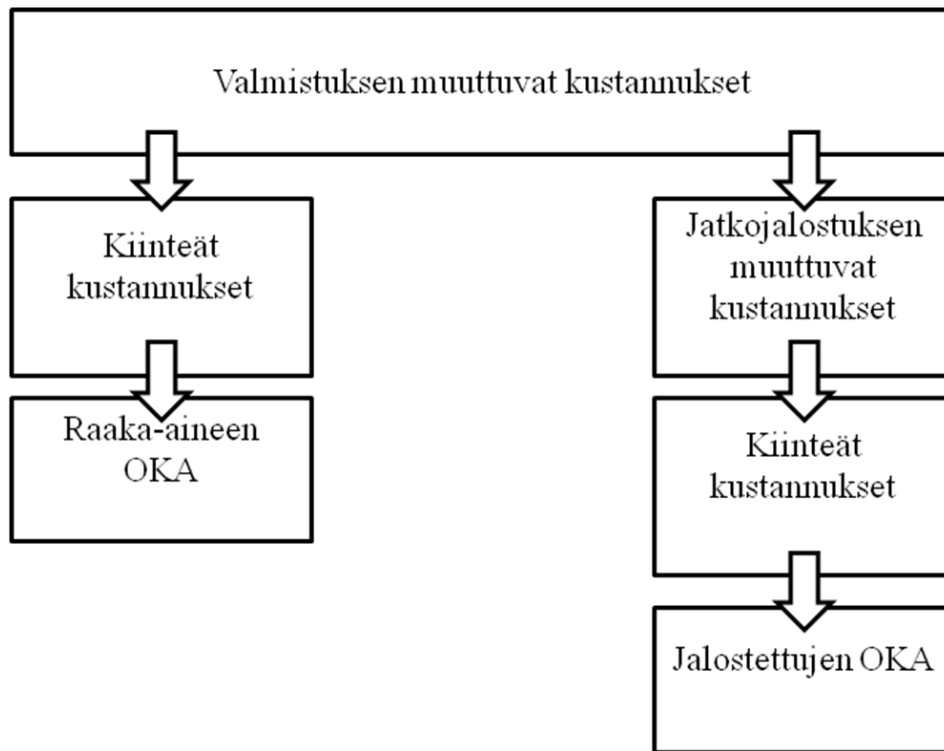 Valmistuksen muuttuvat kustannukset
Kiinteät
kustannukset
Raaka-aineen
OKA
Jatkojalostuksen
muuttuvat
kustannukset
Kiinteät
kustannukset
Jalostettujen OKA